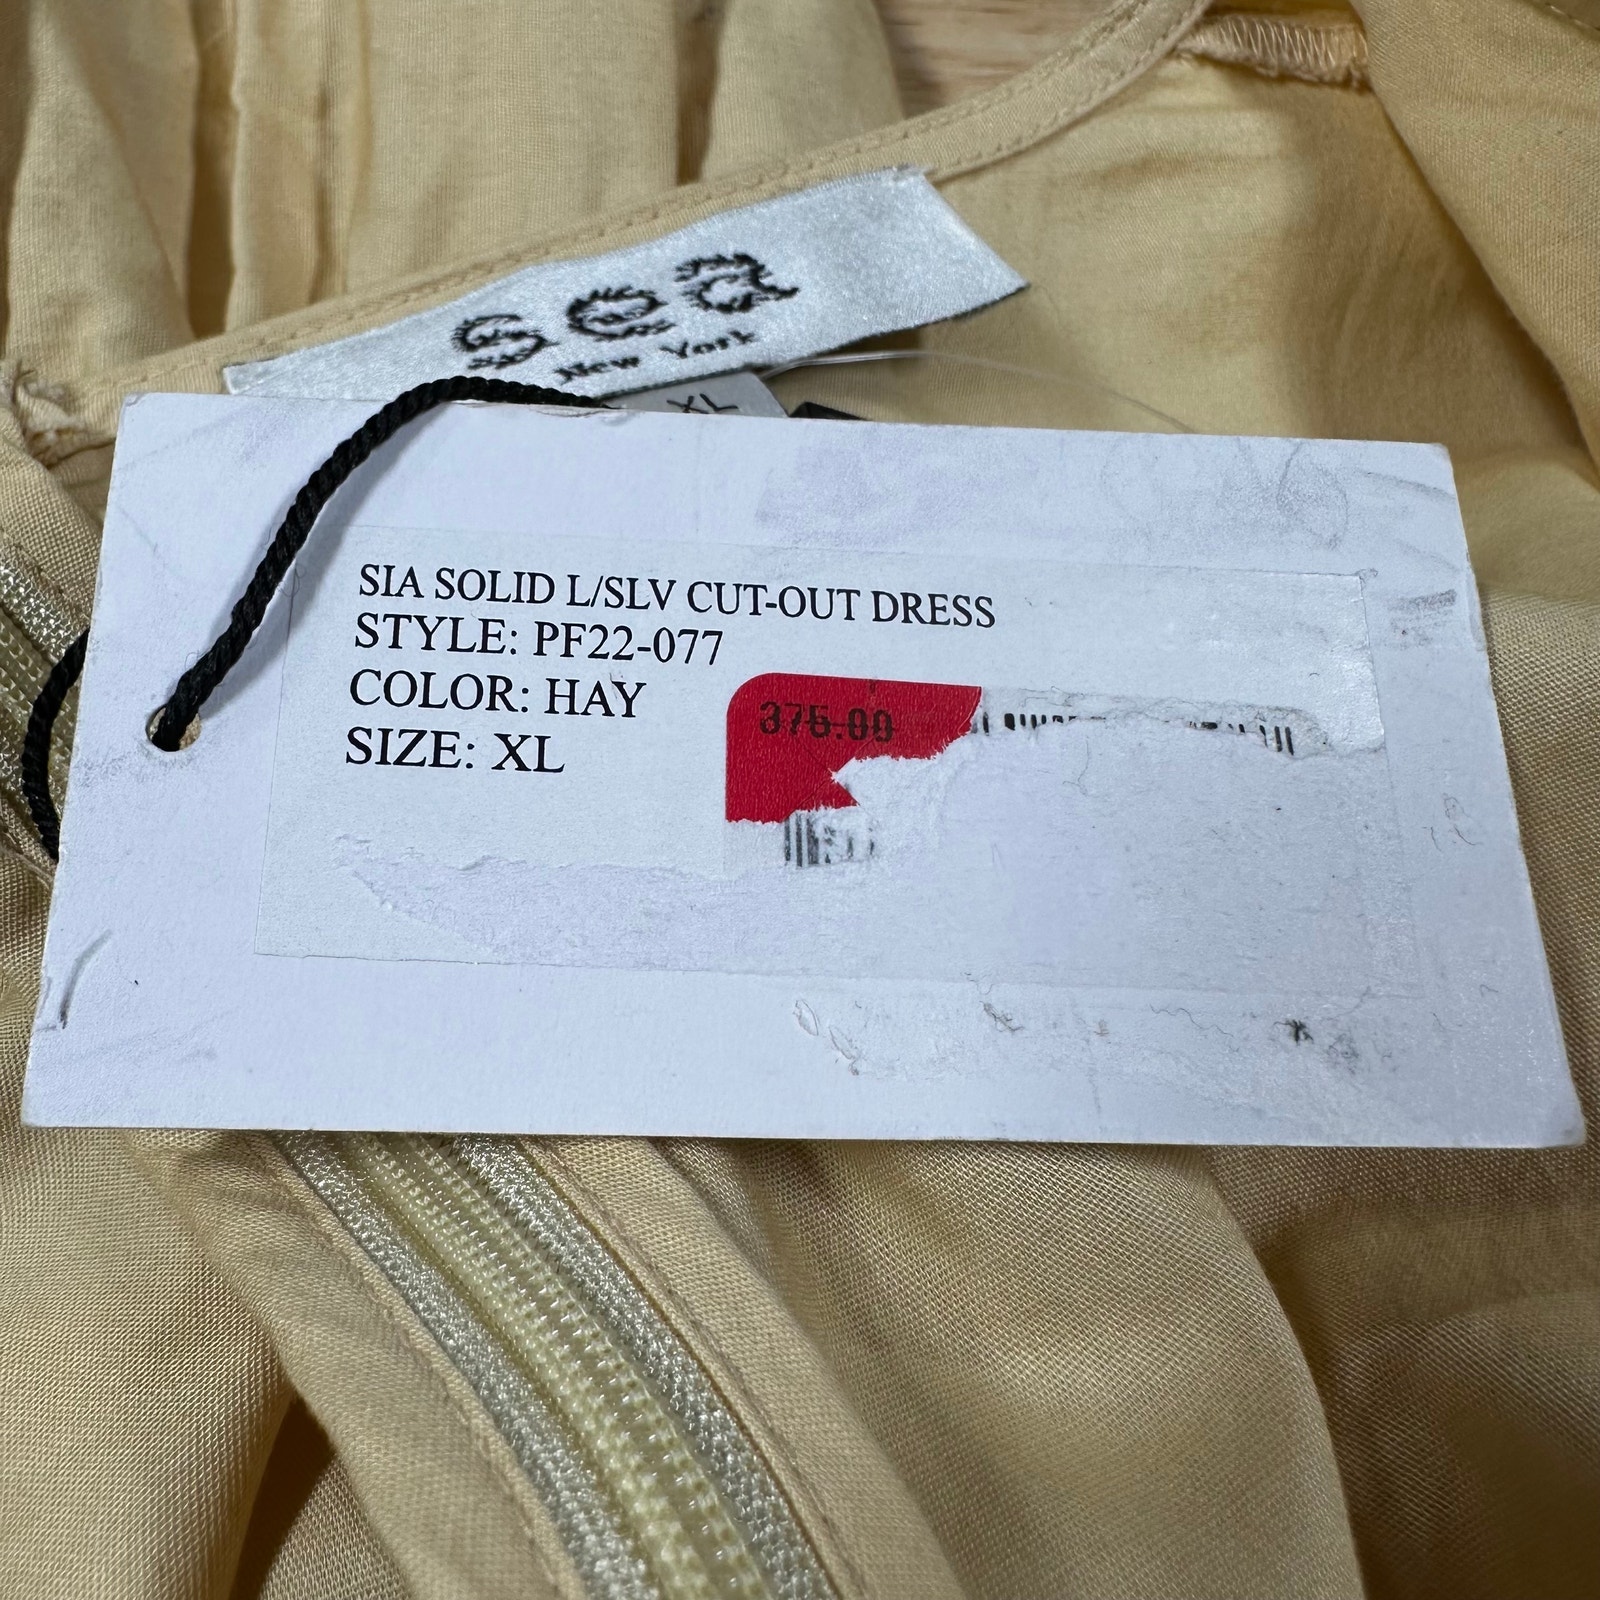 sea
New York
XL
SIA SOLID L/SLV CUT-OUT DRESS
STYLE: PF22-077
COLOR: HAY
SIZE: XL
375.00